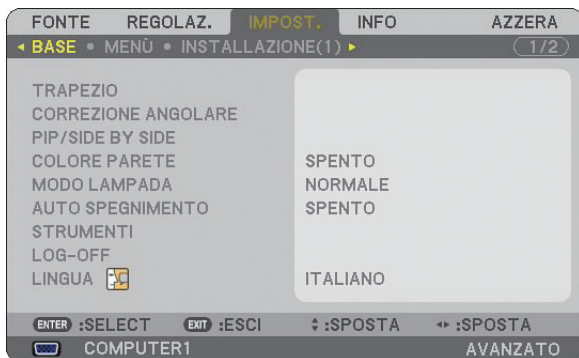 FONTE REGOLAZ. IMPOST. INFO AZZERA
BASE • MENÙ • INSTALLAZIONE(1) 1/2
TRAPEZIO
CORREZIONE ANGOLARE
PIP/SIDE BY SIDE
COLORE PARETE SPENTO
MODO LAMPADA NORMALE
AUTO SPEGNIMENTO SPENTO
STRUMENTI
LOG-OFF
LINGUA ITALIANO
ENTER :SELECT EXIT :ESCI :SPOSTA :SPOSTA
COMPUTER1 AVANZATO